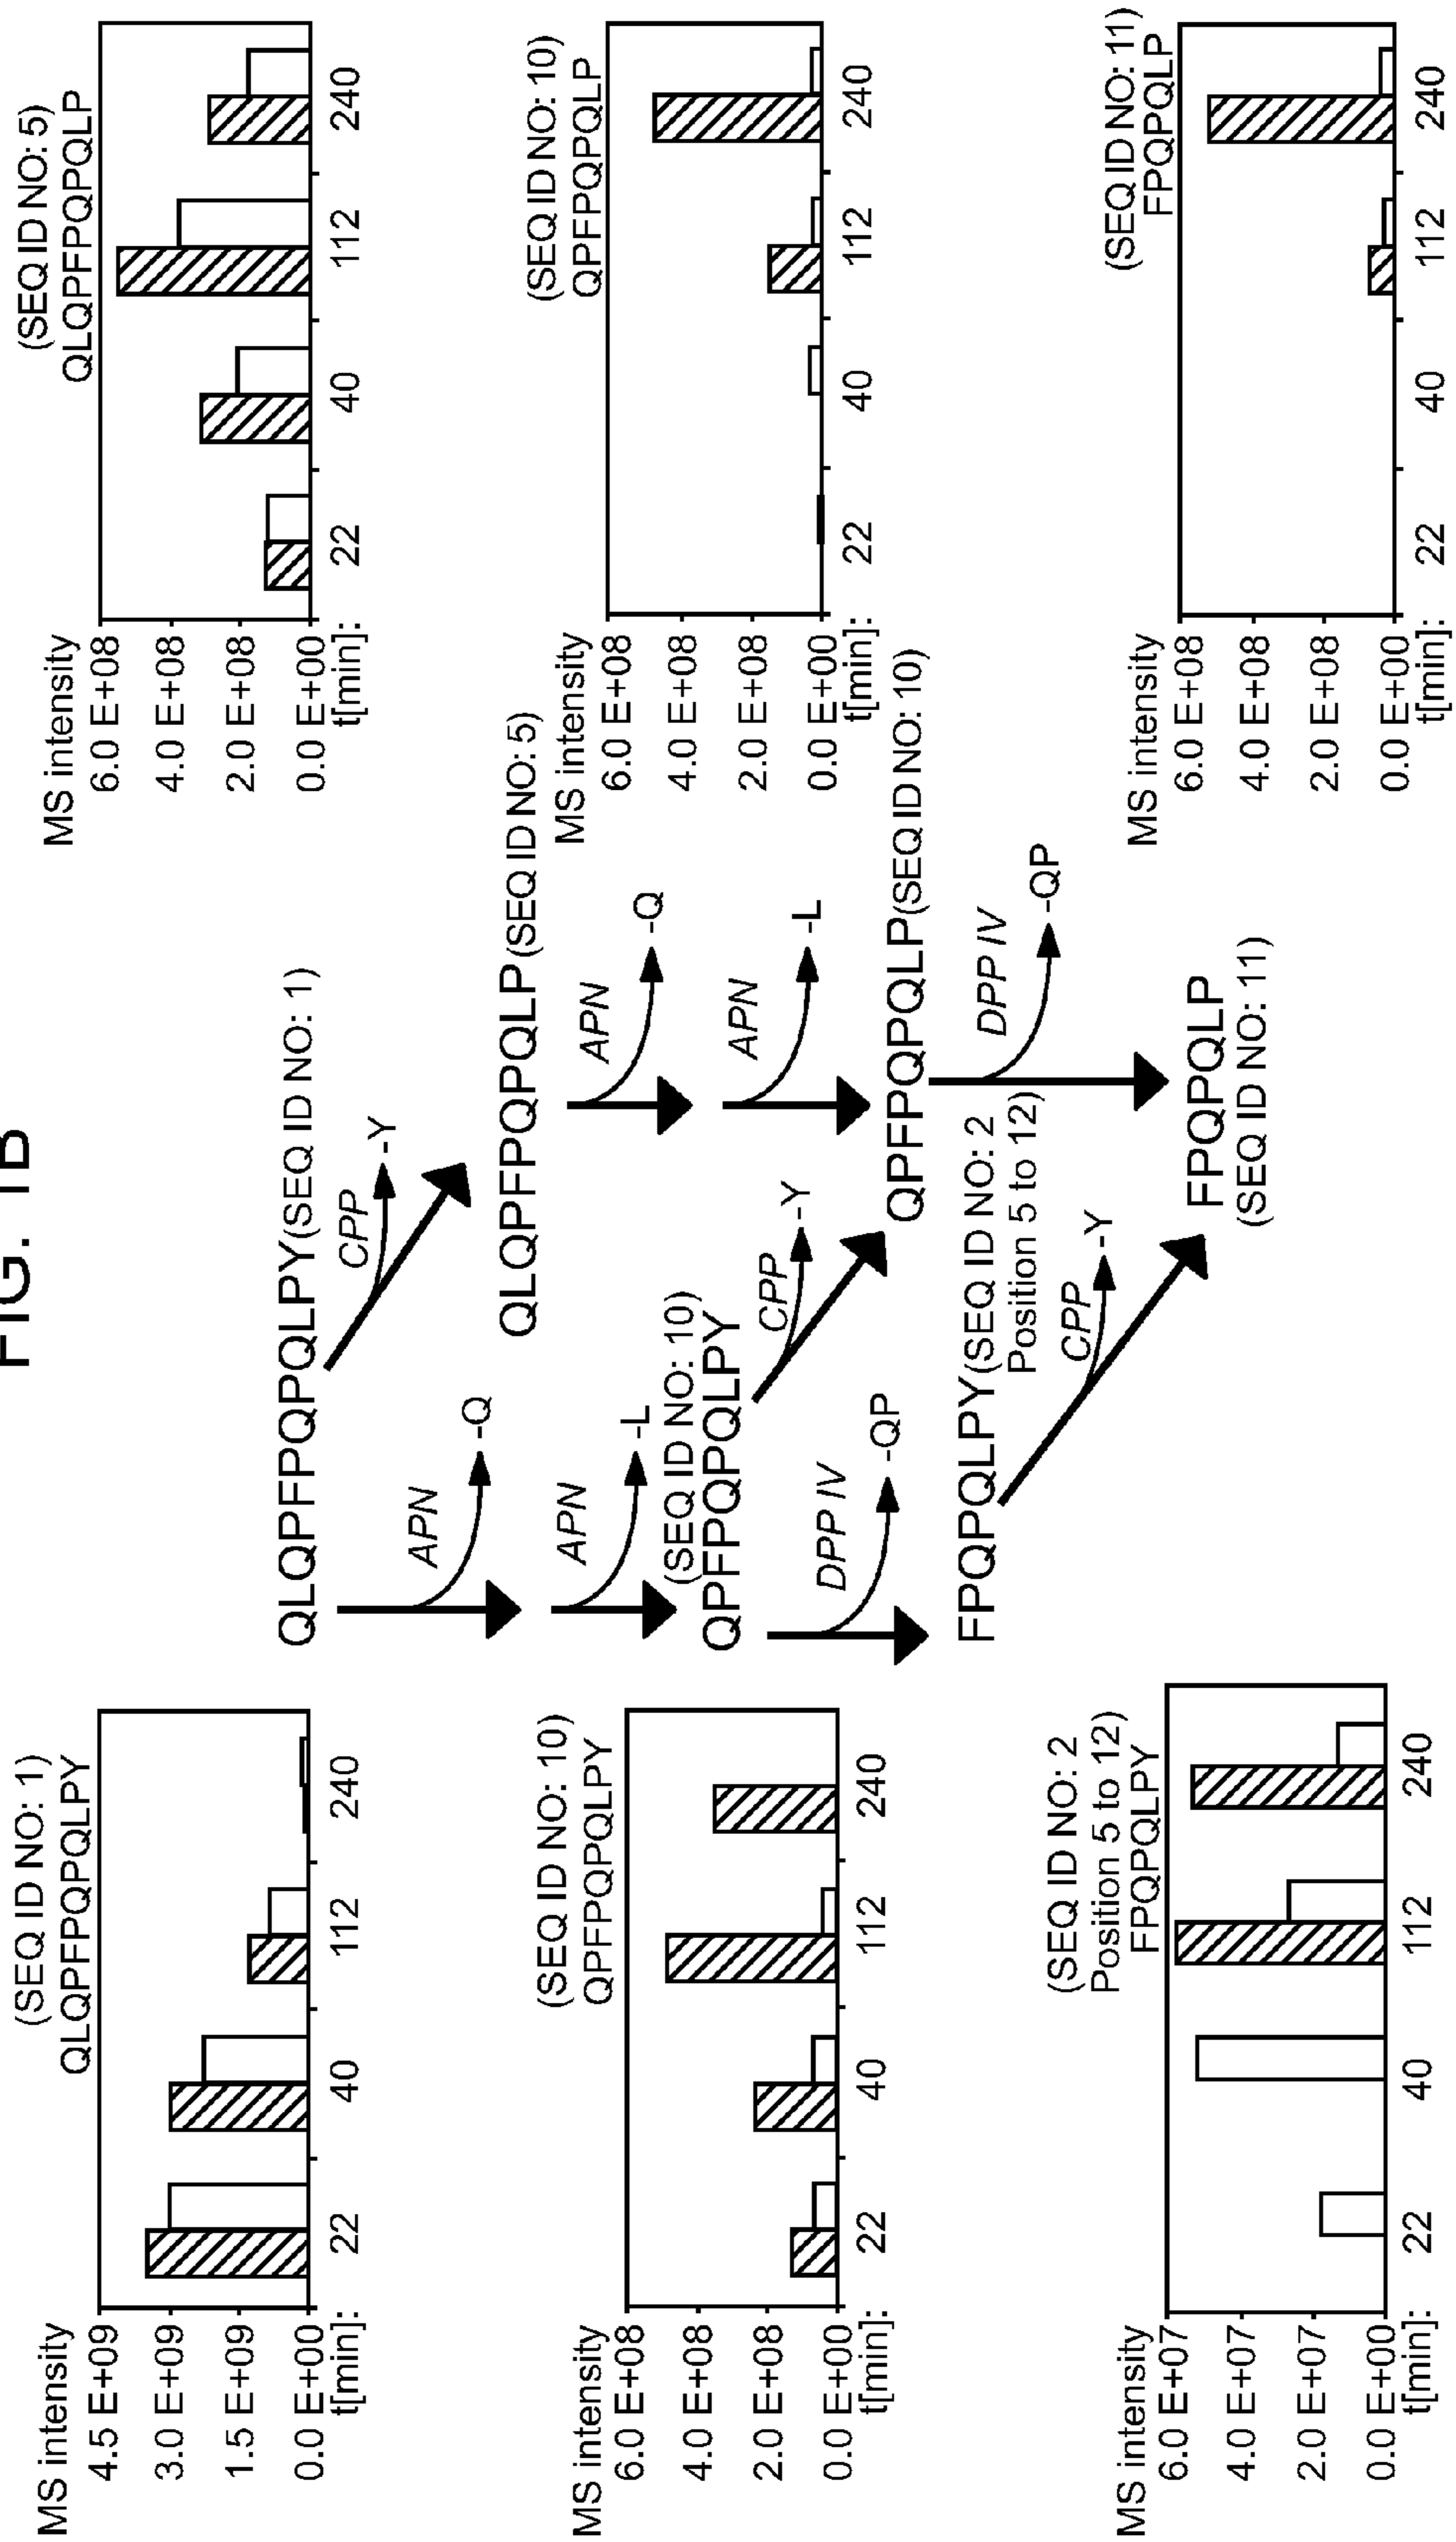 FIG. 1B
(SEQ ID NO: 1)
QLQPFPQPQLPY
MS intensity
4.5 E+09
3.0 E+09
1.5 E+09
0.0 E+00
t[min]: 22 40 112 240
(SEQ ID NO: 10)
QPFPQPQLPY
MS intensity
6.0 E+08
4.0 E+08
2.0 E+08
0.0 E+00
t[min]: 22 40 112 240
(SEQ ID NO: 2
Position 5 to 12)
FPQPQLPY
MS intensity
6.0 E+07
4.0 E+07
2.0 E+07
0.0 E+00
t[min]: 22 40 112 240
QLQPFPQPQLPY(SEQ ID NO: 1)
CPP -Y
APN -Q
QLQPFPQPQLP(SEQ ID NO: 5)
APN -L
APN -Q
(SEQ ID NO: 10)
QPFPQPQLPY
APN -L
CPP -Y
DPP IV -QP
QPFPQPQLP(SEQ ID NO: 10)
FPQPQLPY(SEQ ID NO: 2
Position 5 to 12)
DPP IV -QP
CPP -Y
FPQPQLP
(SEQ ID NO: 11)
(SEQ ID NO: 5)
QLQPFPQPQLP
MS intensity
6.0 E+08
4.0 E+08
2.0 E+08
0.0 E+00
t[min]: 22 40 112 240
(SEQ ID NO: 10)
QPFPQPQLP
MS intensity
6.0 E+08
4.0 E+08
2.0 E+08
0.0 E+00
t[min]: 22 40 112 240
(SEQ ID NO: 11)
FPQPQLP
MS intensity
6.0 E+08
4.0 E+08
2.0 E+08
0.0 E+00
t[min]: 22 40 112 240